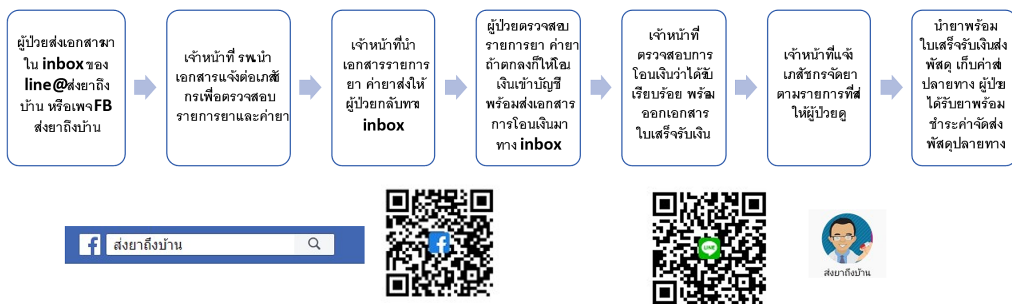 ผู้ป่วยส่งเอกสารมา
ใน inbox ของ
line@ส่งยาถึง
บ้าน หรือเพจ FB
ส่งยาถึงบ้าน
เจ้าหน้าที่ รพ.นำ
เอกสารแจ้งต่อเภสัช
กรเพื่อตรวจสอบ
รายการยาและค่ายา
เจ้าหน้าที่นำ
เอกสารรายการ
ยา ค่ายาส่งให้
ผู้ป่วยกลับทาง
inbox
ผู้ป่วยตรวจสอบ
รายการยา ค่ายา
ถ้าตกลงก็ให้โอน
เงินเข้าบัญชี
พร้อมส่งเอกสาร
การโอนเงินมา
ทาง inbox
เจ้าหน้าที่
ตรวจสอบการ
โอนเงินว่าได้รับ
เรียบร้อย พร้อม
ออกเอกสาร
ใบเสร็จรับเงิน
เจ้าหน้าที่แจ้ง
เภสัชกรจัดยา
ตามรายการที่ส่ง
ให้ผู้ป่วยดู
นำยาพร้อม
ใบเสร็จรับเงินส่ง
พัสดุ เก็บค่าส่ง
ปลายทาง ผู้ป่วย
ได้รับยาพร้อม
ชำระค่าจัดส่ง
พัสดุปลายทาง
ส่งยาถึงบ้าน
LINE
ส่งยาถึงบ้าน